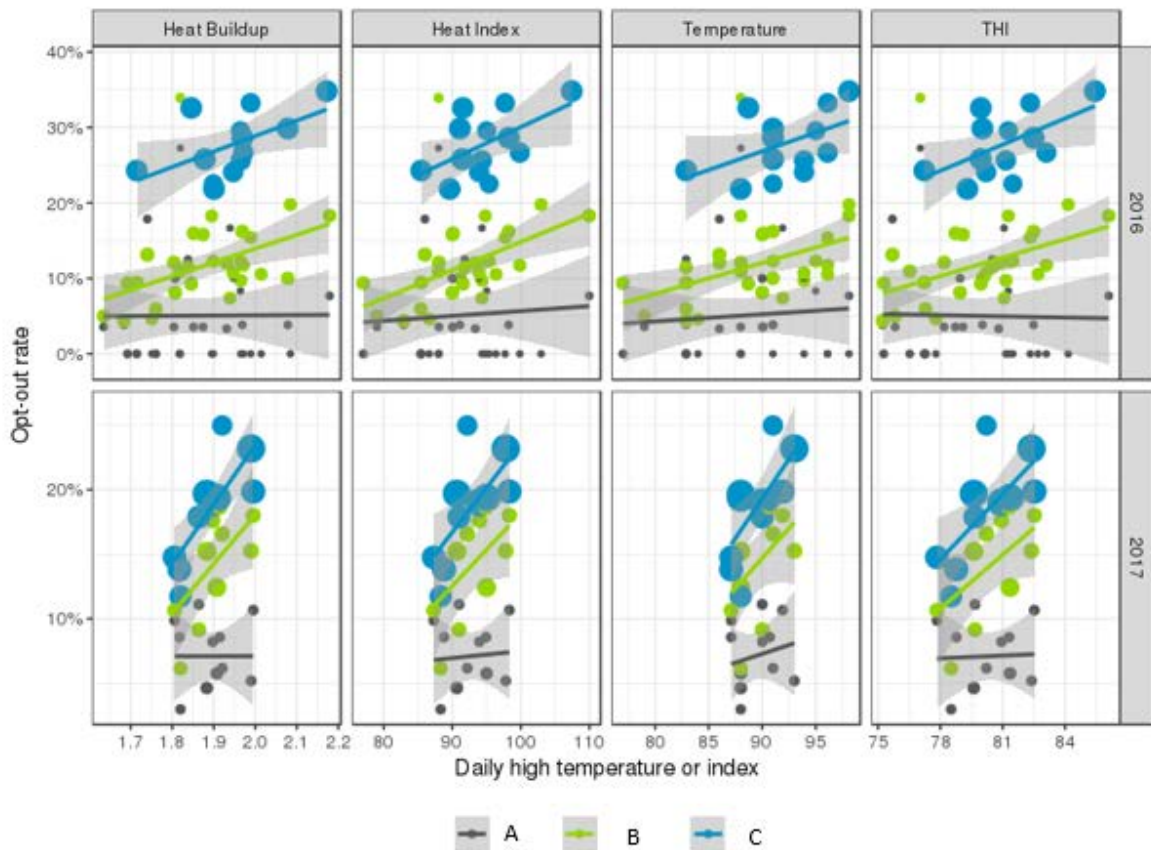 Heat Buildup Heat Index Temperature THI
40%
30%
20%
10%
0%
2016
Opt-out rate
20%
10%
2017
1.7 1.8 1.9 2.0 2.1 2.2 80 90 100 110 80 85 90 95 75 78 81 84
Daily high temperature or index
A B C